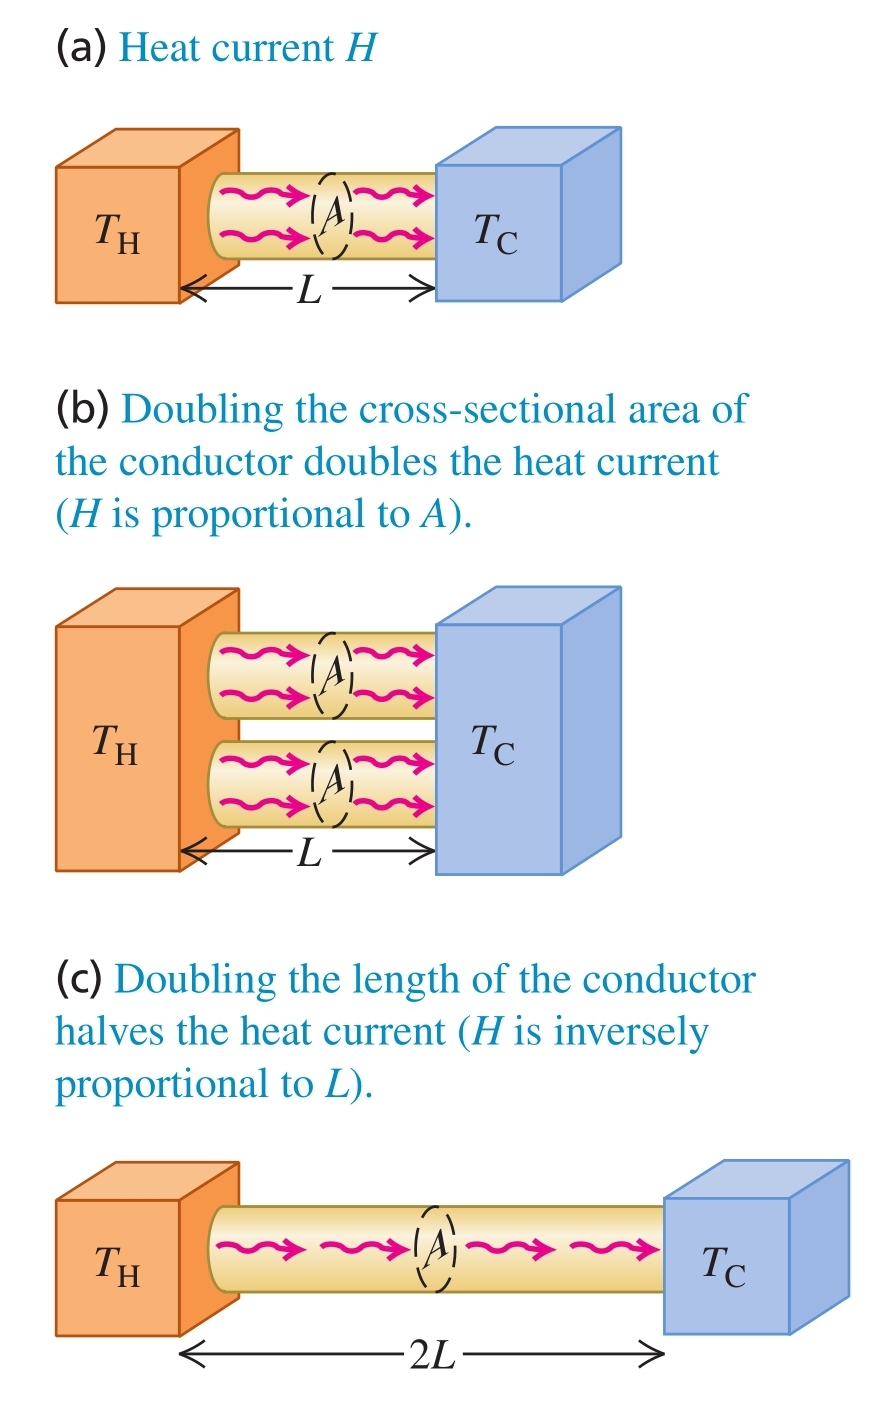 (a) Heat current H
T_H
A
T_C
L
(b) Doubling the cross-sectional area of
the conductor doubles the heat current
(H is proportional to A).
A
T_H
T_C
A
L
(c) Doubling the length of the conductor
halves the heat current (H is inversely
proportional to L).
T_H
A
T_C
2L